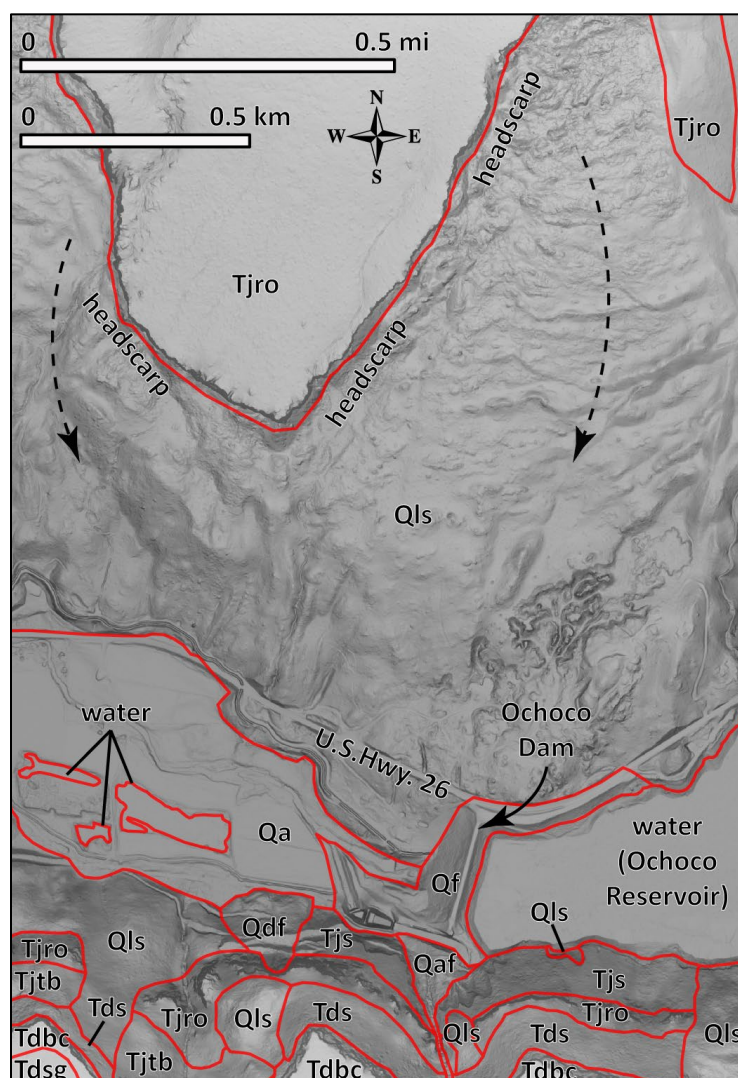 0 0.5 mi
0 0.5 km
N
W E
S
headscarp
Tjro
Tjro
headscarp
headscarp
Qls
water
Ochoco
Dam
U.S.Hwy. 26
Qa
water
(Ochoco
Reservoir)
Qf
Qls
Qdf
Qls
Tjs
Tjro
Qaf
Tjs
Tjtb
Tds
Tjro
Qls
Tds
Qls
Tjro
Tds
Qls
Tdbc
Tjtb
Tdsg
Tdbc
Tdbc